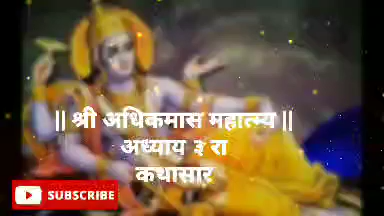 || श्री अधिकमास महात्म्य ||
अध्याय ३ रा
कथासार
SUBSCRIBE